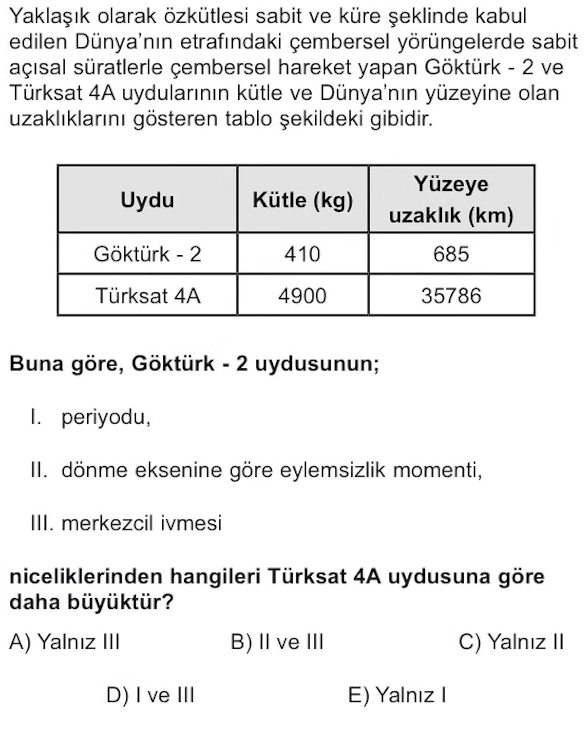 Yaklaşık olarak özkütlesi sabit ve küre şeklinde kabul
edilen Dünya'nın etrafındaki çembersel yörüngelerde sabit
açısal süratlerle çembersel hareket yapan Göktürk - 2 ve
Türksat 4A uydularının kütle ve Dünya'nın yüzeyine olan
uzaklıklarını gösteren tablo şekildeki gibidir.
Uydu Kütle (kg) Yüzeye
uzaklık (km)
Göktürk - 2 410 685
Türksat 4A 4900 35786
Buna göre, Göktürk - 2 uydusunun;
I. periyodu,
II. dönme eksenine göre eylemsizlik momenti,
III. merkezcil ivmesi
niceliklerinden hangileri Türksat 4A uydusuna göre
daha büyüktür?
A) Yalnız III B) II ve III C) Yalnız II
D) I ve III E) Yalnız I